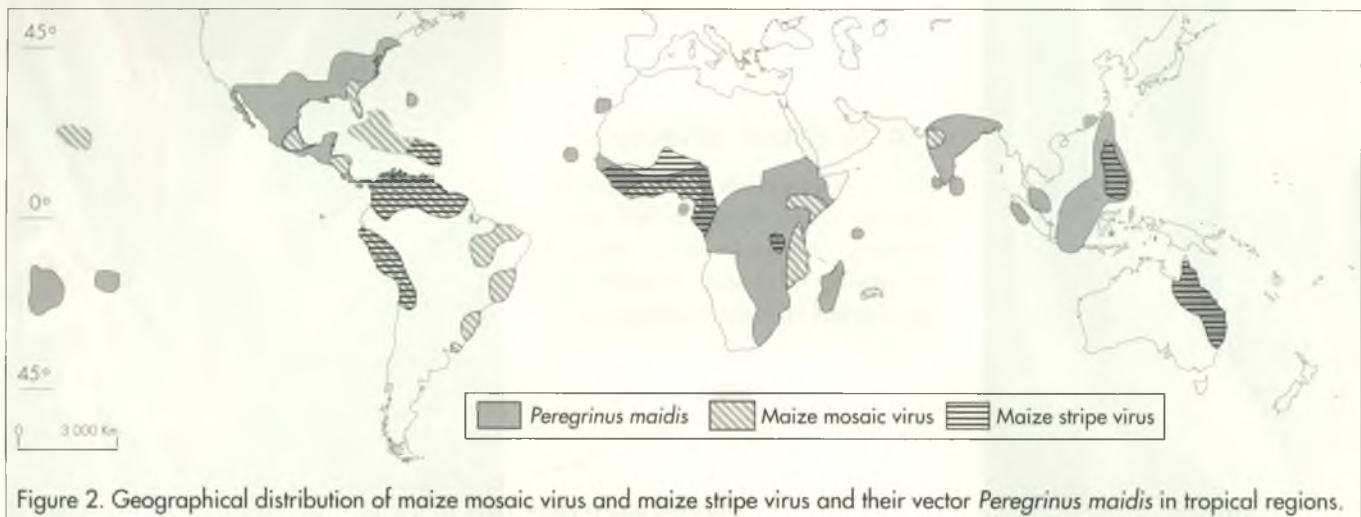 45°
0°
45°
0 3 000 Km
Peregrinus maidis Maize mosaic virus Maize stripe virus
Figure 2. Geographical distribution of maize mosaic virus and maize stripe virus and their vector Peregrinus maidis in tropical regions.